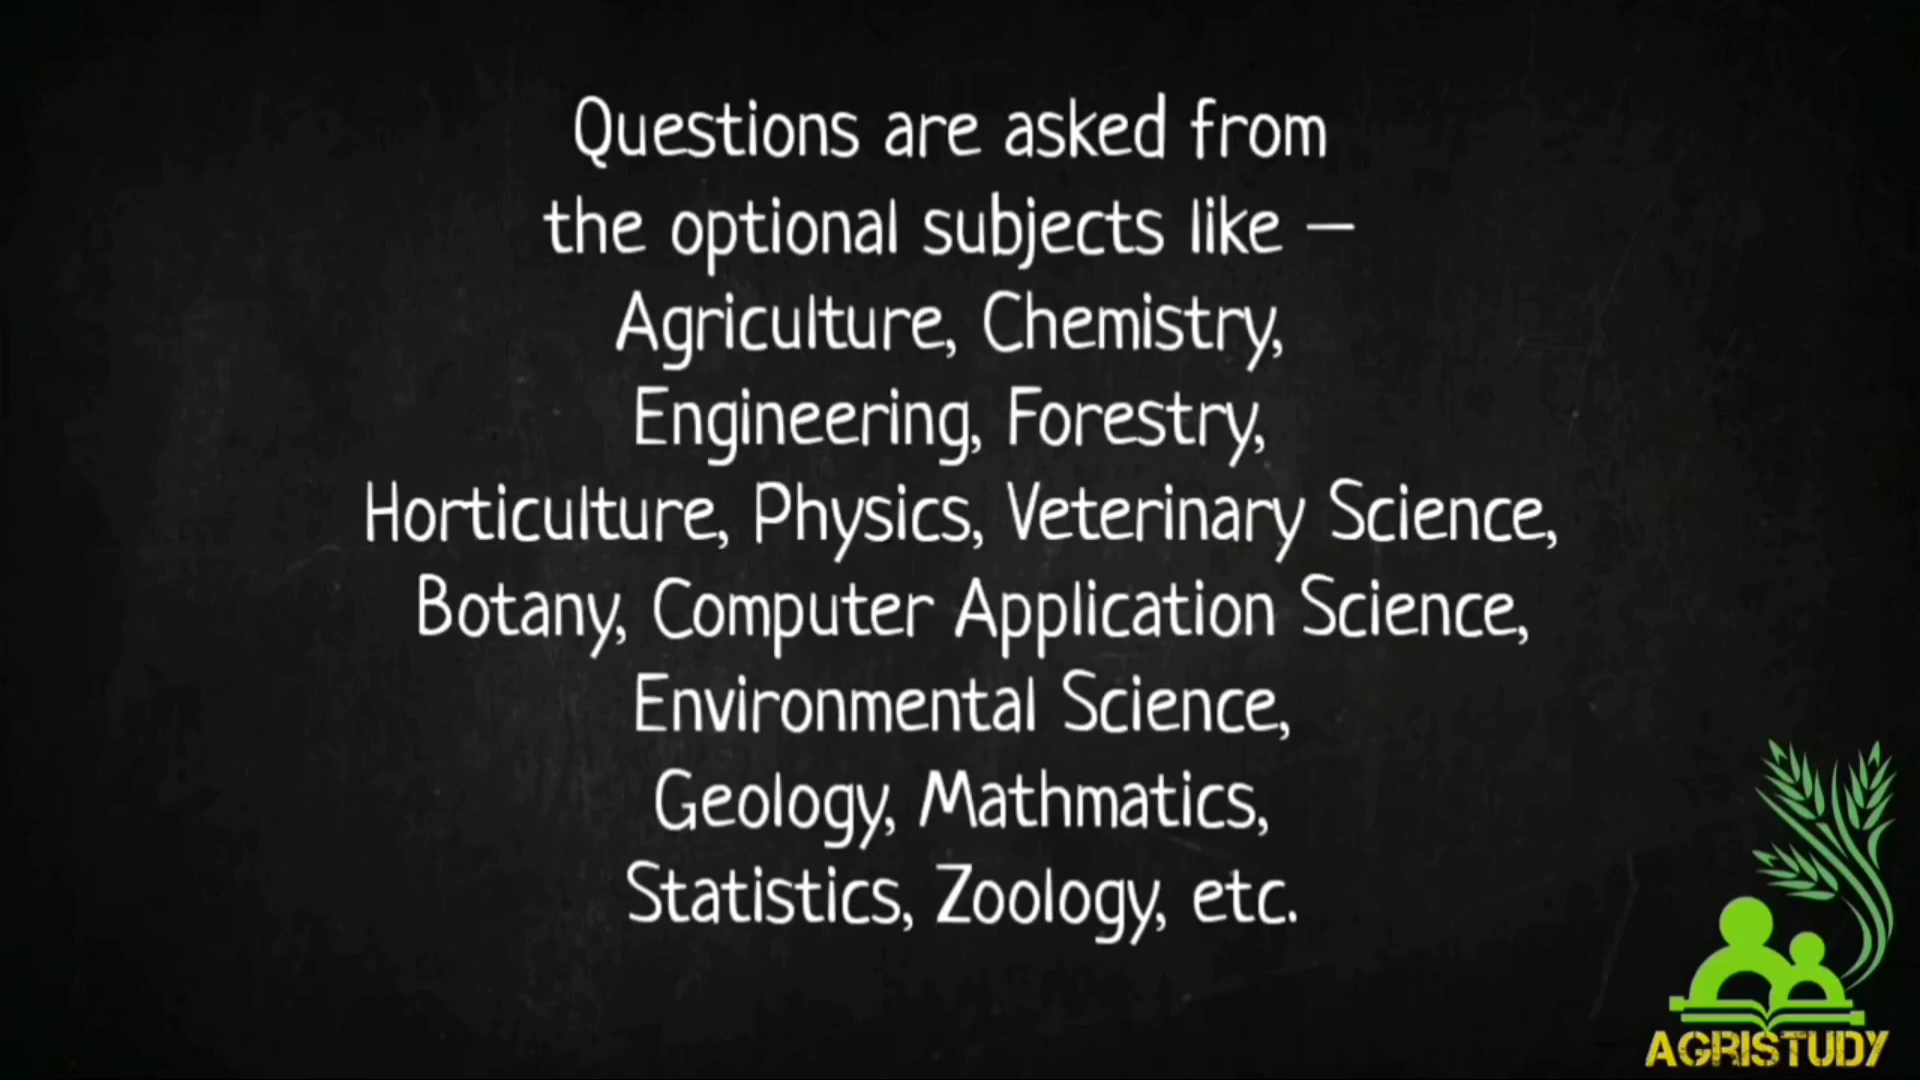 Questions are asked from
the optional subjects like –
Agriculture, Chemistry,
Engineering, Forestry,
Horticulture, Physics, Veterinary Science,
Botany, Computer Application Science,
Environmental Science,
Geology, Mathmatics,
Statistics, Zoology, etc.
AGRISTUDY